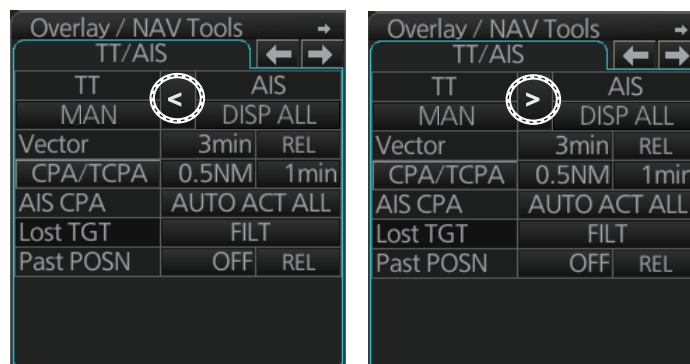 Overlay / NAV Tools →
TT/AIS ← →
TT < AIS
MAN DISP ALL
Vector 3min REL
CPA/TCPA 0.5NM 1min
AIS CPA AUTO ACT ALL
Lost TGT FILT
Past POSN OFF REL
Overlay / NAV Tools →
TT/AIS ← →
TT > AIS
MAN DISP ALL
Vector 3min REL
CPA/TCPA 0.5NM 1min
AIS CPA AUTO ACT ALL
Lost TGT FILT
Past POSN OFF REL